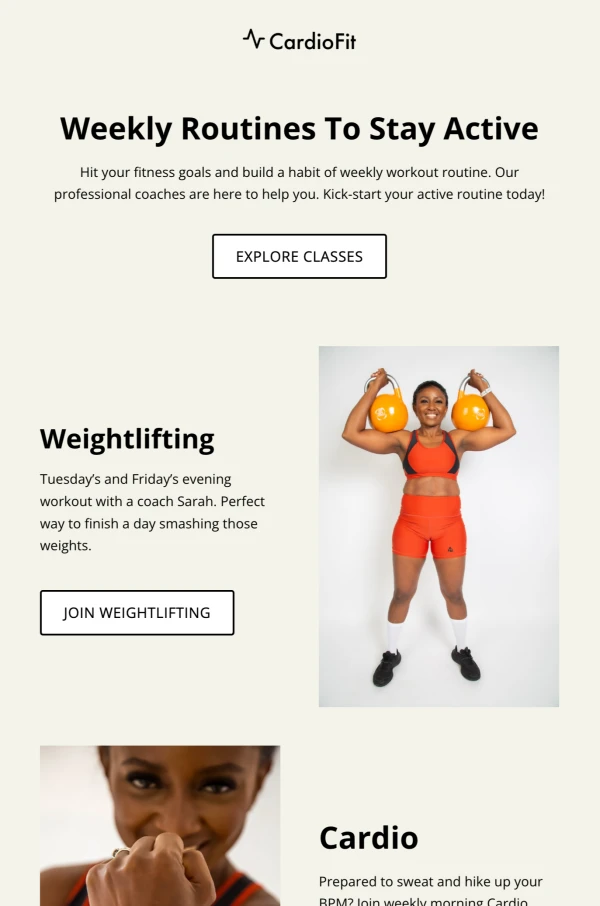 CardioFit
Weekly Routines To Stay Active
Hit your fitness goals and build a habit of weekly workout routine. Our
professional coaches are here to help you. Kick-start your active routine today!
EXPLORE CLASSES
Weightlifting
Tuesday’s and Friday’s evening
workout with a coach Sarah. Perfect
way to finish a day smashing those
weights.
JOIN WEIGHTLIFTING
Cardio
Prepared to sweat and hike up your
BPM? Join weekly morning Cardio